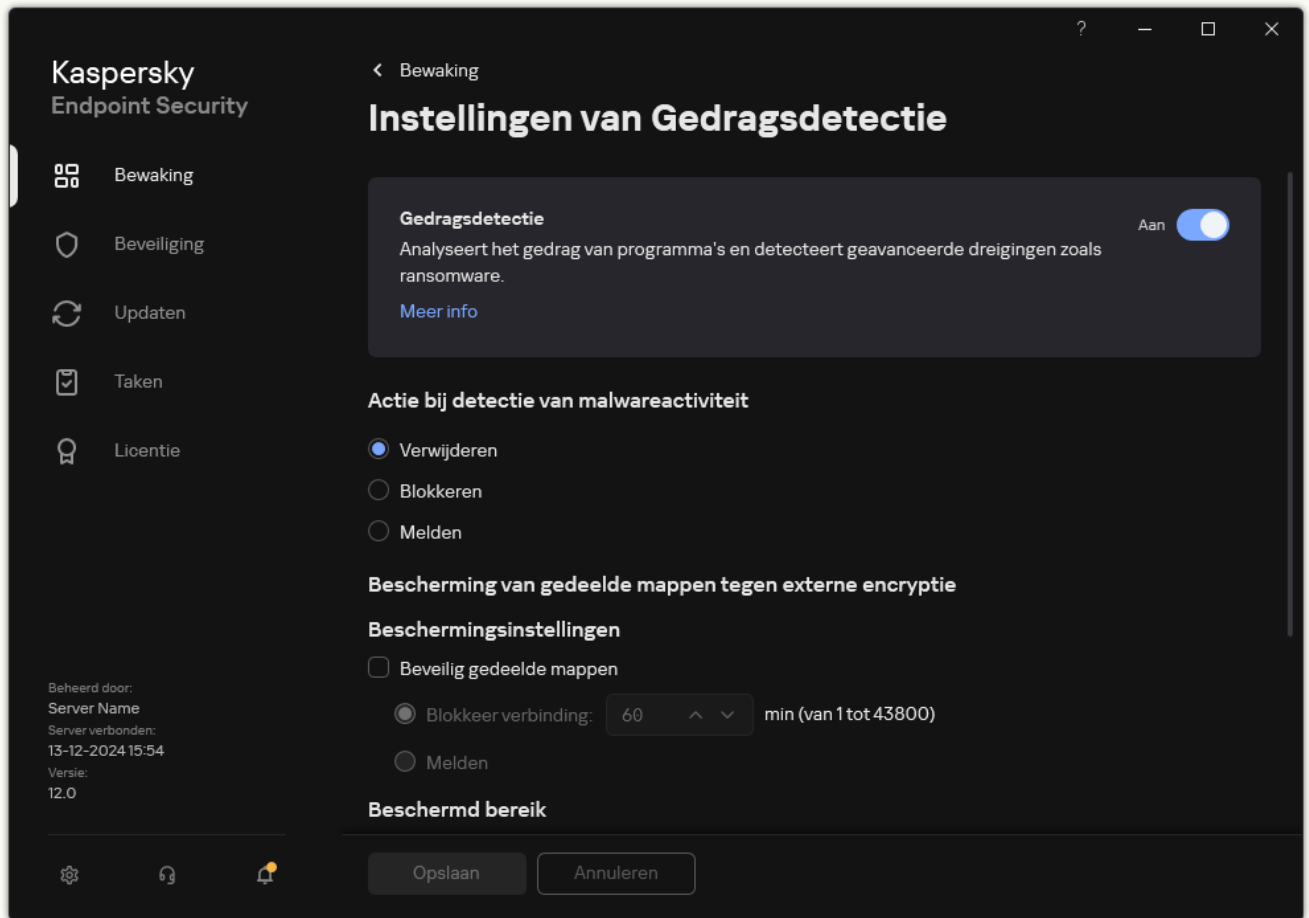 ?
Kaspersky
Endpoint Security
Bewaking
Beveiliging
Updaten
Taken
Licentie
Beheerd door:
Server Name
Server verbonden:
13-12-2024 15:54
Versie:
12.0
Bewaking
Instellingen van Gedragsdetectie
Gedragsdetectie
Aan
Analyseert het gedrag van programma's en detecteert geavanceerde dreigingen zoals
ransomware.
Meer info
Actie bij detectie van malwareactiviteit
Verwijderen
Blokkeren
Melden
Bescherming van gedeelde mappen tegen externe encryptie
Beschermingsinstellingen
Beveilig gedeelde mappen
Blokkeer verbinding: 60 min (van 1 tot 43800)
Melden
Beschermd bereik
Opslaan Annuleren